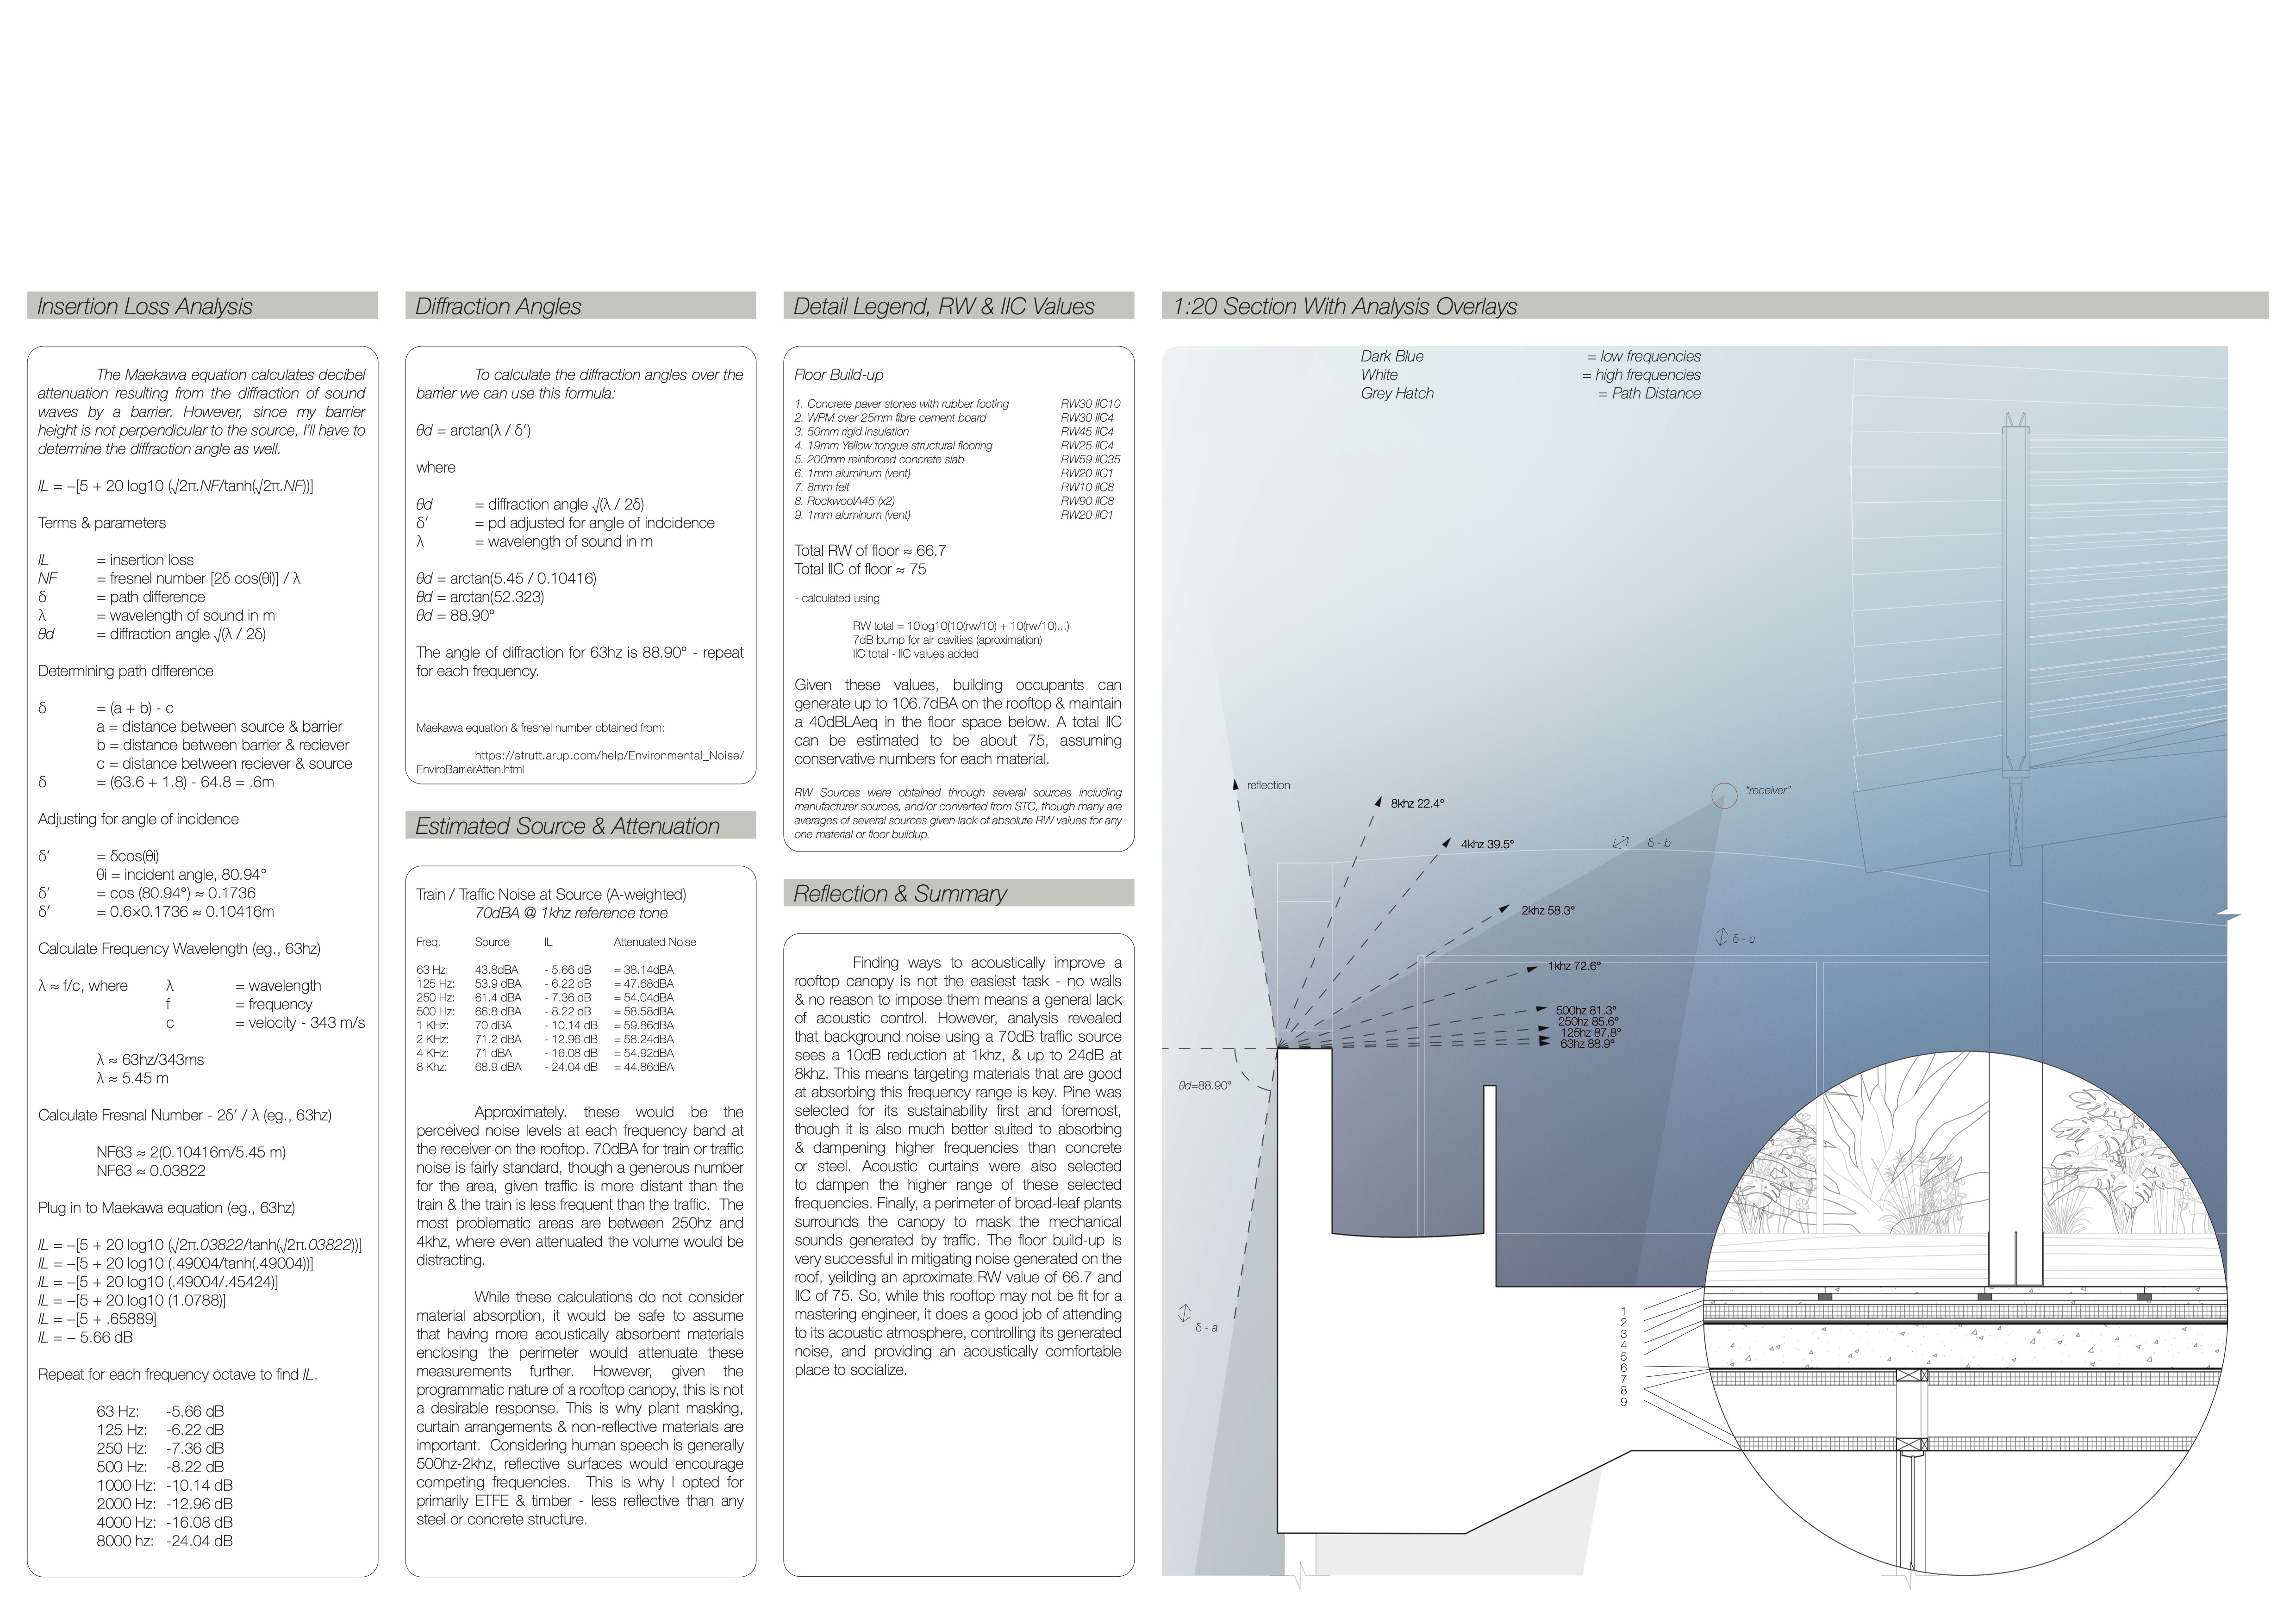 Insertion Loss Analysis
The Maekawa equation calculates decibel
attenuation resulting from the diffraction of sound
waves by a barrier. However, since my barrier
height is not perpendicular to the source, I'll have to
determine the diffraction angle as well.
IL = –[5 + 20 log10 (√2π.NF/tanh(√2π.NF))]
Terms & parameters
IL = insertion loss
NF = fresnel number [2δ cos(θi)] / λ
δ = path difference
λ = wavelength of sound in m
θd = diffraction angle √(λ / 2δ)
Determining path difference
δ = (a + b) - c
a = distance between source & barrier
b = distance between barrier & reciever
c = distance between reciever & source
δ = (63.6 + 1.8) - 64.8 = .6m
Adjusting for angle of incidence
δ′ = δcos(θi)
θi = incident angle, 80.94°
δ′ = cos (80.94°) ≈ 0.1736
δ′ = 0.6×0.1736 ≈ 0.10416m
Calculate Frequency Wavelength (eg., 63hz)
λ ≈ f/c, where λ = wavelength
f = frequency
c = velocity - 343 m/s
λ ≈ 63hz/343ms
λ ≈ 5.45 m
Calculate Fresnal Number - 2δ′ / λ (eg., 63hz)
NF63 ≈ 2(0.10416m/5.45 m)
NF63 ≈ 0.03822
Plug in to Maekawa equation (eg., 63hz)
IL = –[5 + 20 log10 (√2π.03822/tanh(√2π.03822))]
IL = –[5 + 20 log10 (.49004/tanh(.49004))]
IL = –[5 + 20 log10 (.49004/.45424)]
IL = –[5 + 20 log10 (1.0788)]
IL = –[5 + .65889]
IL = – 5.66 dB
Repeat for each frequency octave to find IL.
63 Hz: -5.66 dB
125 Hz: -6.22 dB
250 Hz: -7.36 dB
500 Hz: -8.22 dB
1000 Hz: -10.14 dB
2000 Hz: -12.96 dB
4000 Hz: -16.08 dB
8000 hz: -24.04 dB
Diffraction Angles
To calculate the diffraction angles over the
barrier we can use this formula:
θd = arctan(λ / δ′)
where
θd = diffraction angle √(λ / 2δ)
δ′ = pd adjusted for angle of indcidence
λ = wavelength of sound in m
θd = arctan(5.45 / 0.10416)
θd = arctan(52.323)
θd = 88.90°
The angle of diffraction for 63hz is 88.90° - repeat
for each frequency.
Maekawa equation & fresnel number obtained from:
https://strutt.arup.com/help/Environmental_Noise/
EnviroBarrierAtten.html
Estimated Source & Attenuation
Train / Traffic Noise at Source (A-weighted)
70dBA @ 1khz reference tone
Freq. Source IL Attenuated Noise
63 Hz: 43.8dBA - 5.66 dB = 38.14dBA
125 Hz: 53.9 dBA - 6.22 dB = 47.68dBA
250 Hz: 61.4 dBA - 7.36 dB = 54.04dBA
500 Hz: 66.8 dBA - 8.22 dB = 58.58dBA
1 KHz: 70 dBA - 10.14 dB = 59.86dBA
2 KHz: 71.2 dBA - 12.96 dB = 58.24dBA
4 KHz: 71 dBA - 16.08 dB = 54.92dBA
8 Khz: 68.9 dBA - 24.04 dB = 44.86dBA
Approximately. these would be the
perceived noise levels at each frequency band at
the receiver on the rooftop. 70dBA for train or traffic
noise is fairly standard, though a generous number
for the area, given traffic is more distant than the
train & the train is less frequent than the traffic. The
most problematic areas are between 250hz and
4khz, where even attenuated the volume would be
distracting.
While these calculations do not consider
material absorption, it would be safe to assume
that having more acoustically absorbent materials
enclosing the perimeter would attenuate these
measurements further. However, given the
programmatic nature of a rooftop canopy, this is not
a desirable response. This is why plant masking,
curtain arrangements & non-reflective materials are
important. Considering human speech is generally
500hz-2khz, reflective surfaces would encourage
competing frequencies. This is why I opted for
primarily ETFE & timber - less reflective than any
steel or concrete structure.
Detail Legend, RW & IIC Values
Floor Build-up
1. Concrete paver stones with rubber footing RW30 IIC10
2. WPM over 25mm fibre cement board RW30 IIC4
3. 50mm rigid insulation RW45 IIC4
4. 19mm Yellow tongue structural flooring RW25 IIC4
5. 200mm reinforced concrete slab RW59 IIC35
6. 1mm aluminum (vent) RW20 IIC1
7. 8mm felt RW10 IIC8
8. RockwoolA45 (x2) RW90 IIC8
9. 1mm aluminum (vent) RW20 IIC1
Total RW of floor ≈ 66.7
Total IIC of floor ≈ 75
- calculated using
RW total = 10log10(10(rw/10) + 10(rw/10)...)
7dB bump for air cavities (aproximation)
IIC total - IIC values added
Given these values, building occupants can
generate up to 106.7dBA on the rooftop & maintain
a 40dBLAeq in the floor space below. A total IIC
can be estimated to be about 75, assuming
conservative numbers for each material.
RW Sources were obtained through several sources including
manufacturer sources, and/or converted from STC, though many are
averages of several sources given lack of absolute RW values for any
one material or floor buildup.
Reflection & Summary
Finding ways to acoustically improve a
rooftop canopy is not the easiest task - no walls
& no reason to impose them means a general lack
of acoustic control. However, analysis revealed
that background noise using a 70dB traffic source
sees a 10dB reduction at 1khz, & up to 24dB at
8khz. This means targeting materials that are good
at absorbing this frequency range is key. Pine was
selected for its sustainability first and foremost,
though it is also much better suited to absorbing
& dampening higher frequencies than concrete
or steel. Acoustic curtains were also selected
to dampen the higher range of these selected
frequencies. Finally, a perimeter of broad-leaf plants
surrounds the canopy to mask the mechanical
sounds generated by traffic. The floor build-up is
very successful in mitigating noise generated on the
roof, yeilding an aproximate RW value of 66.7 and
IIC of 75. So, while this rooftop may not be fit for a
mastering engineer, it does a good job of attending
to its acoustic atmosphere, controlling its generated
noise, and providing an acoustically comfortable
place to socialize.
1:20 Section With Analysis Overlays
Dark Blue = low frequencies
White = high frequencies
Grey Hatch = Path Distance
reflection
8khz 22.4°
"receiver"
4khz 39.5°
δ - b
2khz 58.3°
δ - c
1khz 72.6°
500hz 81.3°
250hz 85.6°
125hz 87.8°
63hz 88.9°
θd=88.90°
δ - a
1
2
3
4
5
6
7
8
9